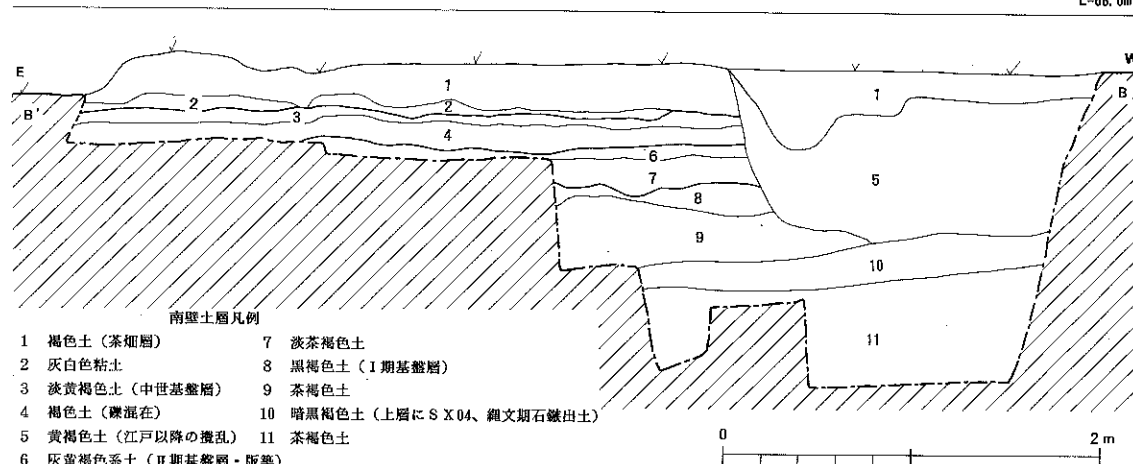 E
W
B'
B
1
1
2
2
3
4
5
6
7
8
9
10
11
南壁土層凡例
1 褐色土（茶畑層）
2 灰白色粘土
3 淡黄褐色土（中世基盤層）
4 褐色土（礫混在）
5 黄褐色土（江戸以降の攪乱）
6 灰黄褐色系土（Ⅱ期基盤層・版築）
7 淡茶褐色土
8 黒褐色土（Ⅰ期基盤層）
9 茶褐色土
10 暗黒褐色土（上層にＳＸ04、縄文期石鏃出土）
11 茶褐色土
0 2 m